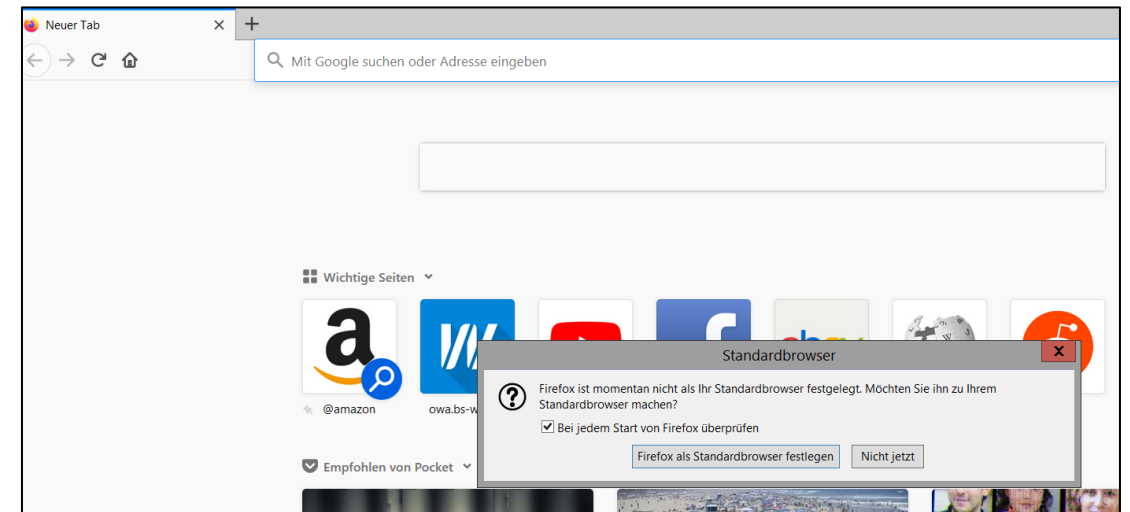 Neuer Tab
Mit Google suchen oder Adresse eingeben
Wichtige Seiten
@amazon
Standardbrowser
Firefox ist momentan nicht als Ihr Standardbrowser festgelegt. Möchten Sie ihn zu Ihrem
Standardbrowser machen?
Bei jedem Start von Firefox überprüfen
Firefox als Standardbrowser festlegen Nicht jetzt
Empfohlen von Pocket